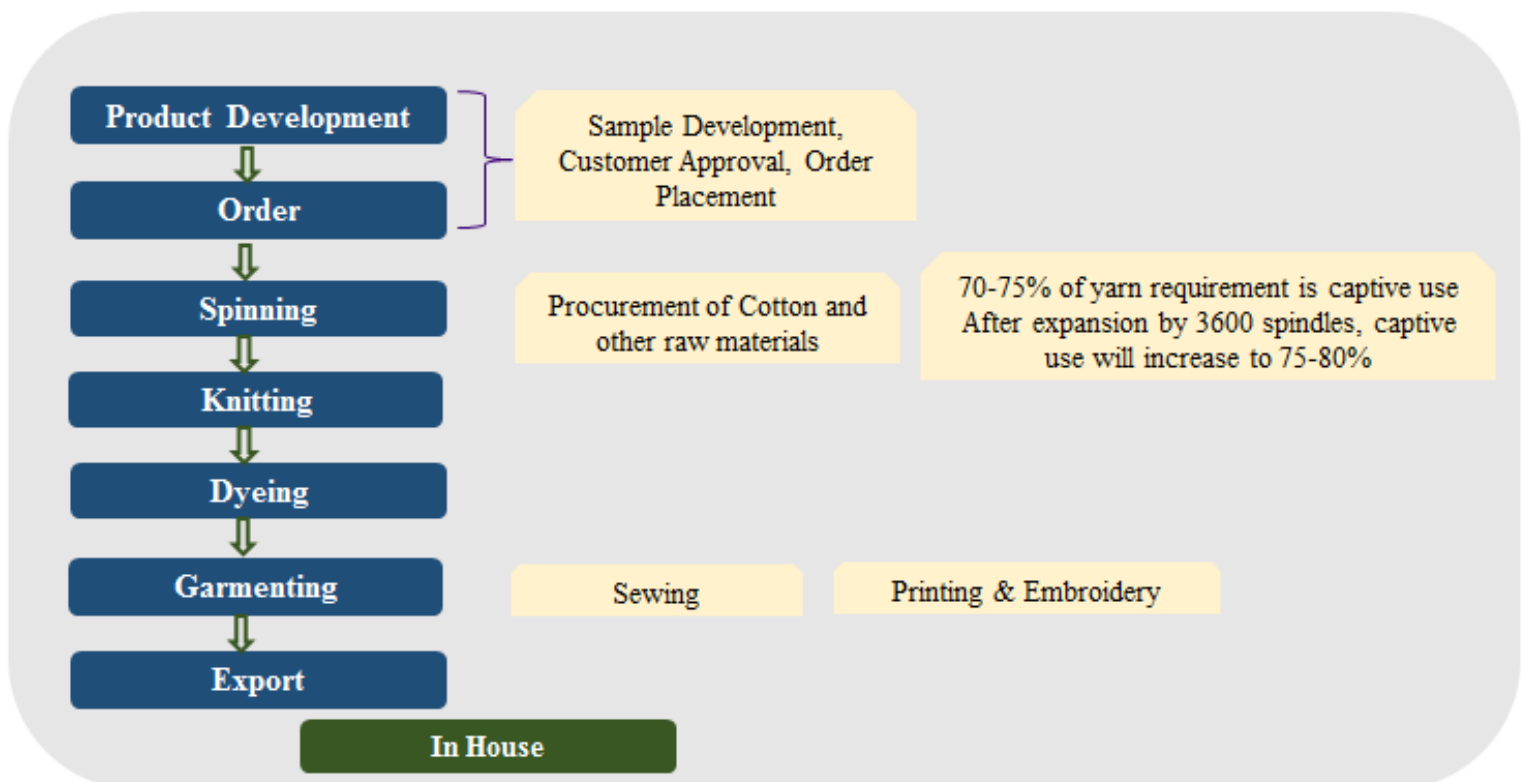 Product Development
Sample Development,
Customer Approval, Order
Placement
Order
Spinning
Procurement of Cotton and
other raw materials
70-75% of yarn requirement is captive use
After expansion by 3600 spindles, captive
use will increase to 75-80%
Knitting
Dyeing
Garmenting
Sewing
Printing & Embroidery
Export
In House